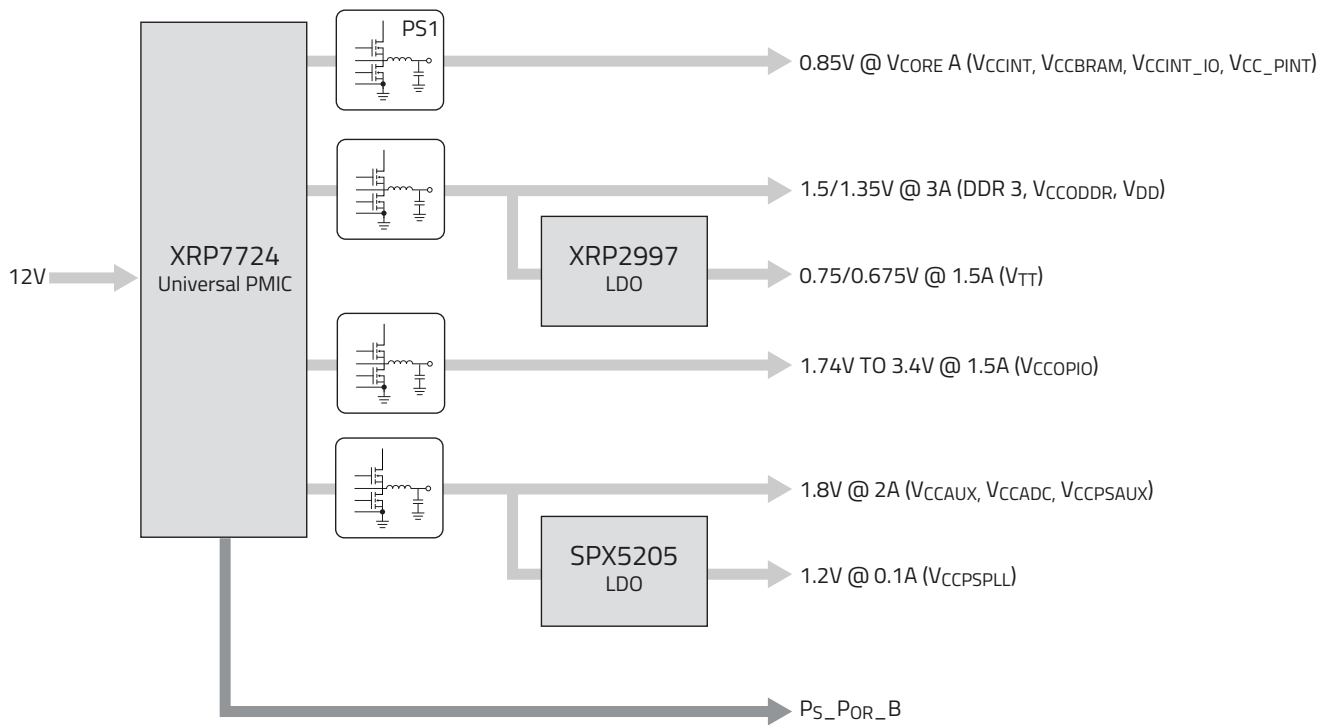 PS1
0.85V @ VCORE A (VCCINT, VCCBRAM, VCCINT_IO, VCC_PINT)
1.5/1.35V @ 3A (DDR 3, VCCODDR, VDD)
XRP7724
Universal PMIC
XRP2997
LDO
12V
0.75/0.675V @ 1.5A (VTT)
1.74V TO 3.4V @ 1.5A (VCCOPIO)
1.8V @ 2A (VCCAUX, VCCADC, VCCPSAUX)
SPX5205
LDO
1.2V @ 0.1A (VCCPSPLL)
PS_POR_B